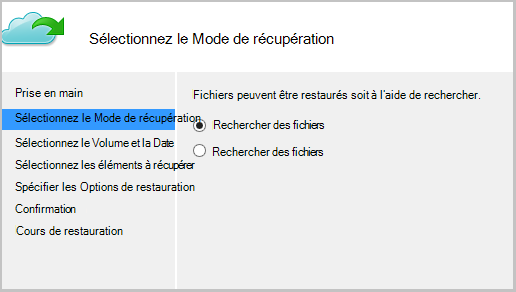 Sélectionnez le Mode de récupération
Prise en main
Sélectionnez le Mode de récupération
Sélectionnez le Volume et la Date
Sélectionnez les éléments à récupérer
Spécifier les Options de restauration
Confirmation
Cours de restauration
Fichiers peuvent être restaurés soit à l'aide de rechercher.
Rechercher des fichiers
Rechercher des fichiers